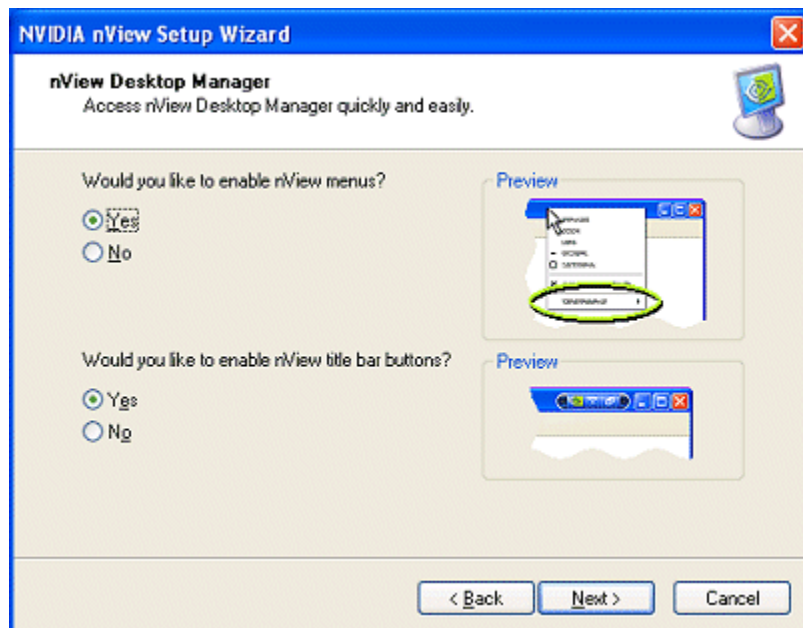 NVIDIA nView Setup Wizard
nView Desktop Manager
Access nView Desktop Manager quickly and easily.
Would you like to enable nView menus?
Yes
No
Preview
Would you like to enable nView title bar buttons?
Yes
No
Preview
< Back
Next >
Cancel